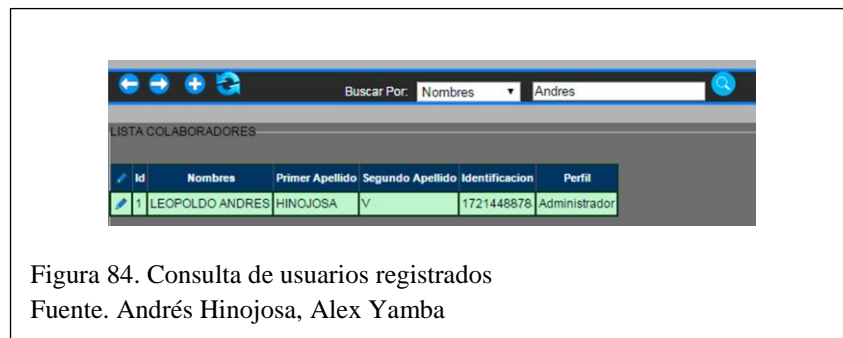 Buscar Por: Nombres Andres
LISTA COLABORADORES
Id Nombres Primer Apellido Segundo Apellido Identificacion Perfil
1 LEOPOLDO ANDRES HINOJOSA V 1721448878 Administrador
Figura 84. Consulta de usuarios registrados
Fuente. Andrés Hinojosa, Alex Yamba